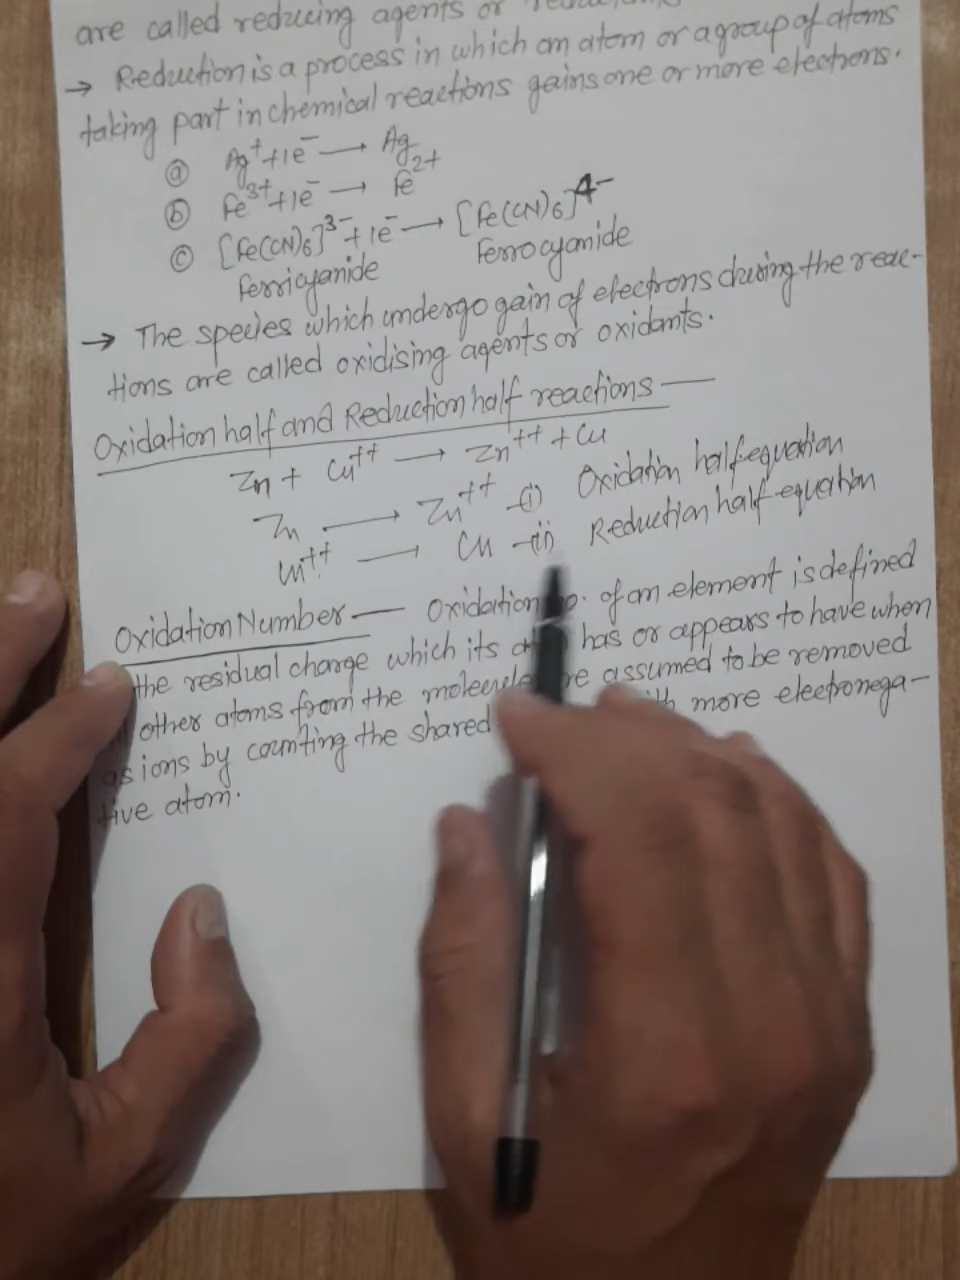 are called reducing agents or
→ Reduction is a process in which an atom or a group of atoms
taking part in chemical reactions gains one or more electrons.
ⓐ Ag⁺ + 1e⁻ → Ag
ⓑ Fe³⁺ + 1e⁻ → Fe²⁺
ⓒ [Fe(CN)₆]³⁻ + 1e⁻ → [Fe(CN)₆]⁴⁻
Ferricyanide Ferrocyanide
→ The species which undergo gain of electrons during the reac-
tions are called oxidising agents or oxidants.
Oxidation half and Reduction half reactions —
Zn + Cu⁺⁺ → Zn⁺⁺ + Cu
Zn → Zn⁺⁺ -(i) Oxidation half equation
Cu⁺⁺ → Cu -(ii) Reduction half-equation
Oxidation Number — Oxidation no. of an element is defined
the residual charge which its has or appears to have when
other atoms from the molecule are assumed to be removed
as ions by counting the shared with more electronega-
tive atom.